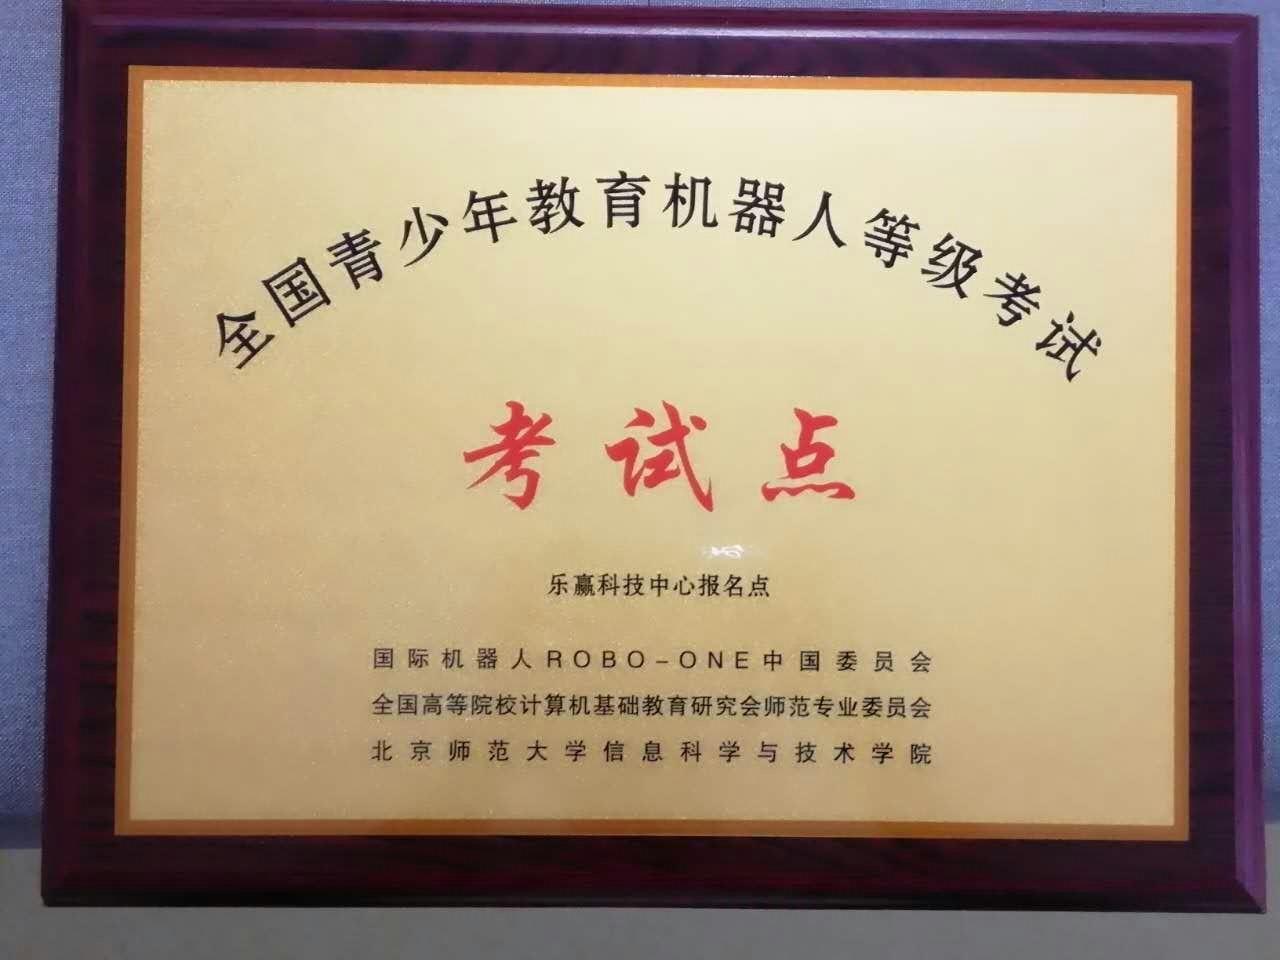 全国青少年教育机器人等级考试
考试点
乐赢科技中心报名点
国际机器人ROBO-ONE中国委员会
全国高等院校计算机基础教育研究会师范专业委员会
北京师范大学信息科学与技术学院